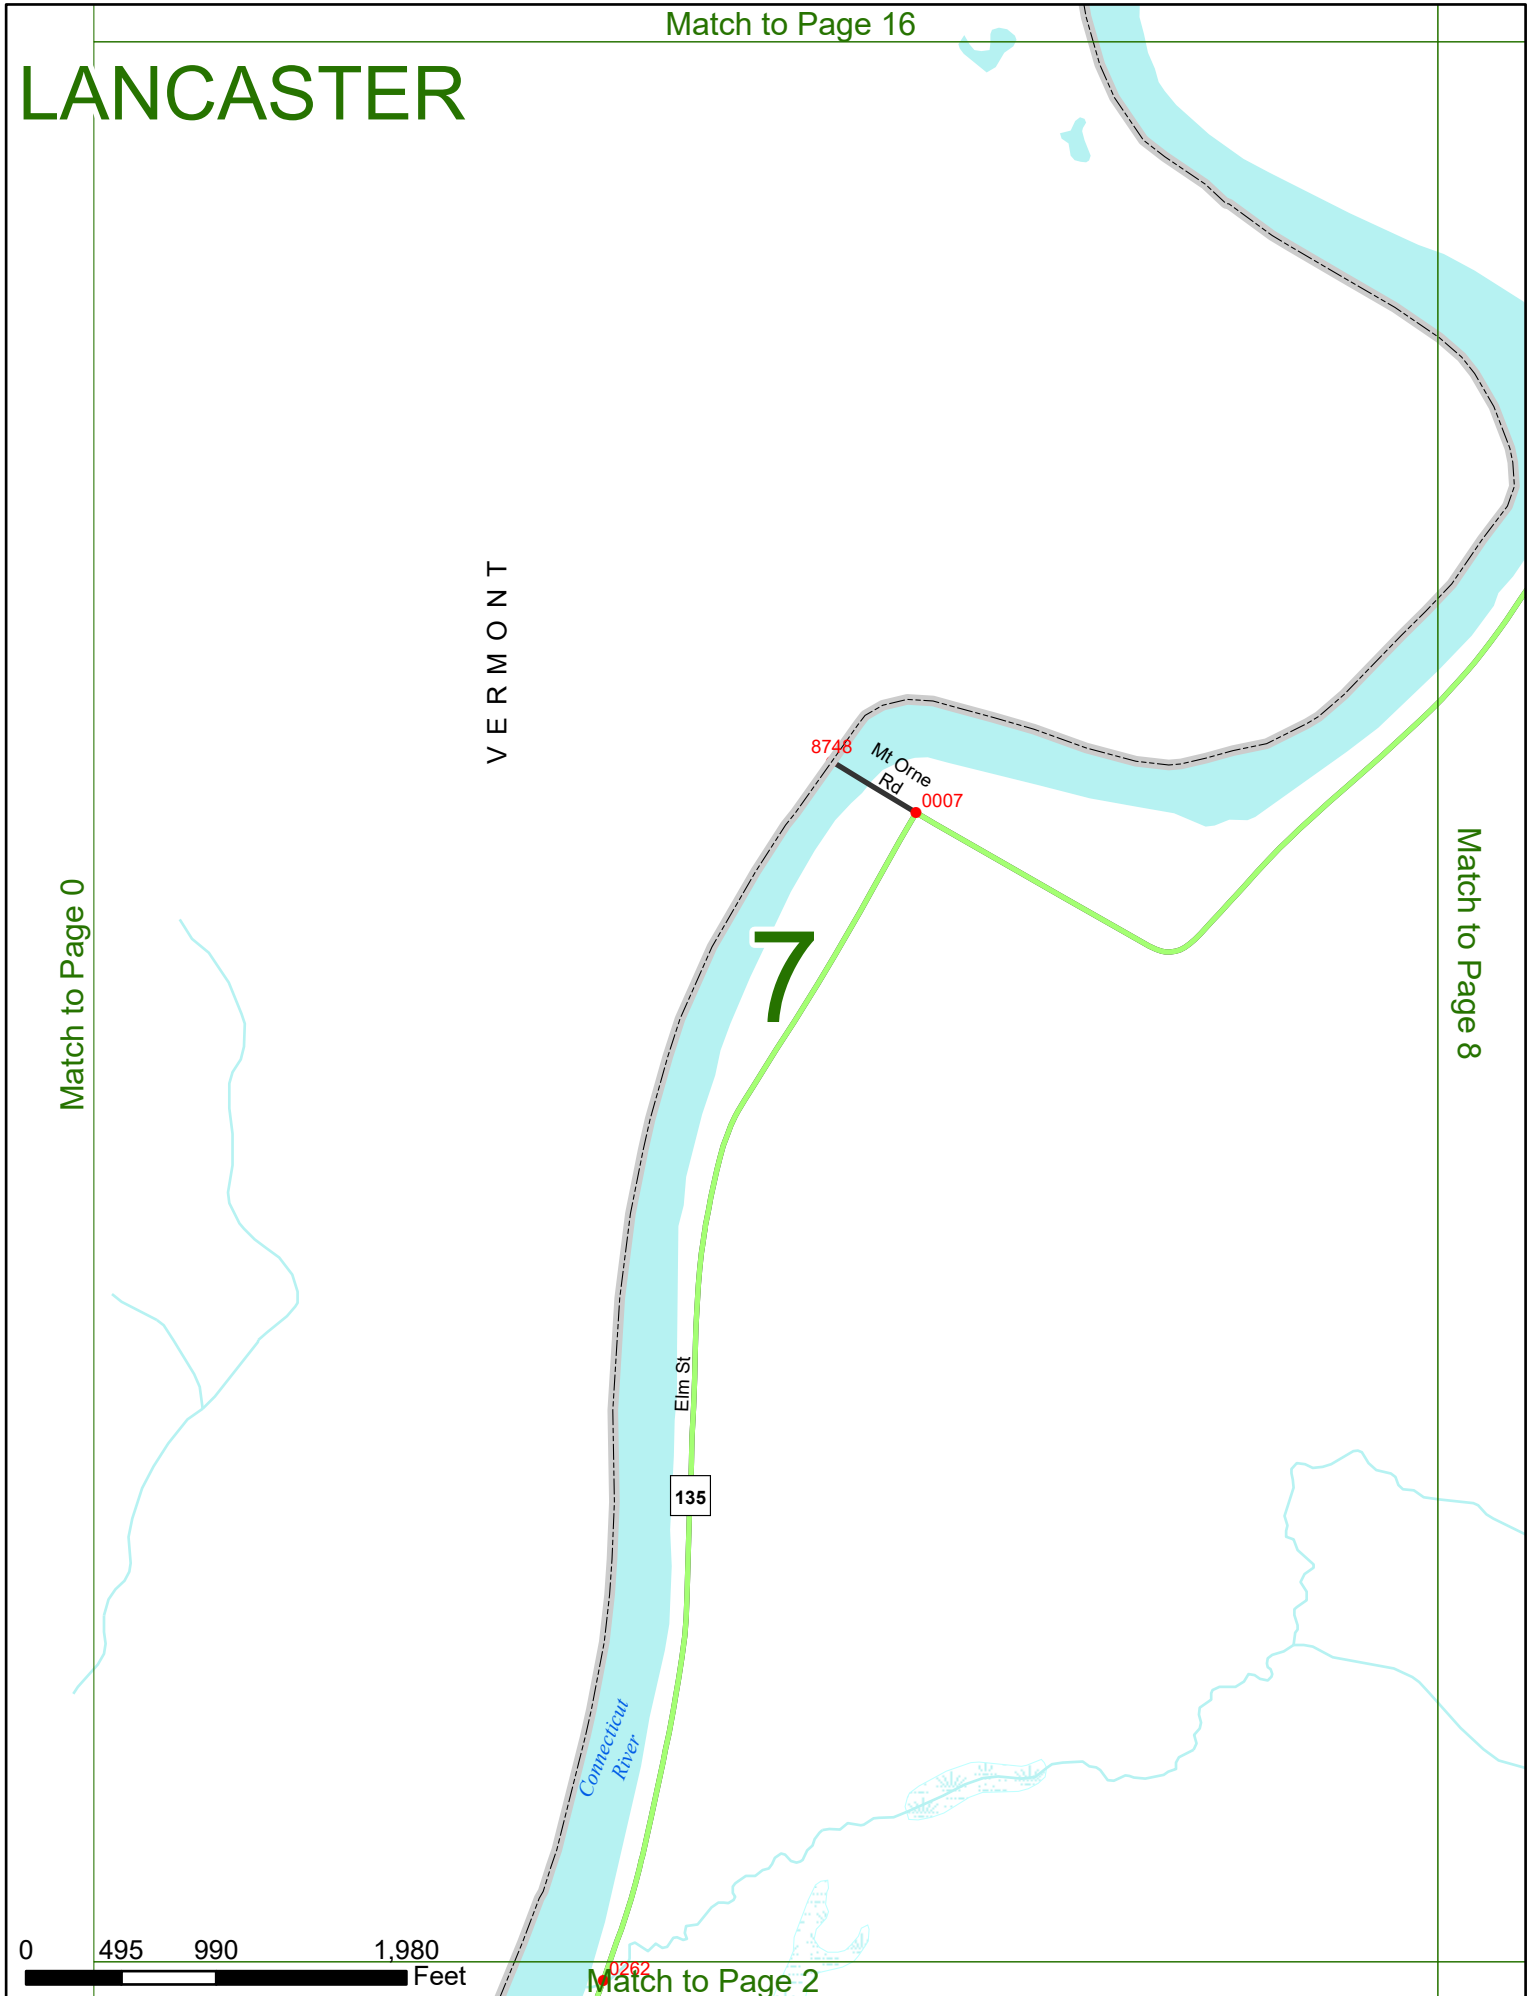 Match to Page 16
LANCASTER
VERMONT
8748
Mt Orne
Rd
0007
Match to Page 0
7
Match to Page 8
Elm St
135
Connecticut
River
0 495 990 1,980
Feet
0262
Match to Page 2